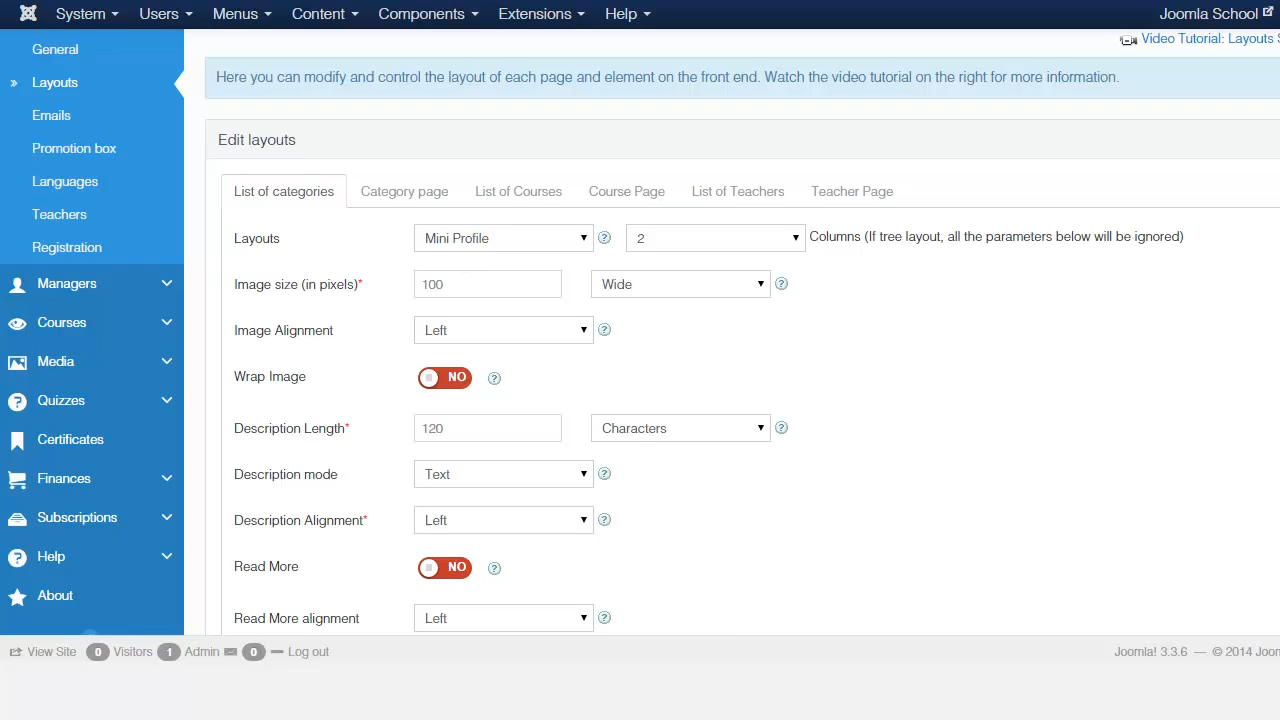 System Users Menus Content Components Extensions Help Joomla School
General
Layouts
Emails
Promotion box
Languages
Teachers
Registration
Managers
Courses
Media
Quizzes
Certificates
Finances
Subscriptions
Help
About
Video Tutorial: Layouts S
Here you can modify and control the layout of each page and element on the front end. Watch the video tutorial on the right for more information.
Edit layouts
List of categories Category page List of Courses Course Page List of Teachers Teacher Page
Layouts Mini Profile ? 2 Columns (If tree layout, all the parameters below will be ignored)
Image size (in pixels)* 100 Wide ?
Image Alignment Left ?
Wrap Image NO ?
Description Length* 120 Characters ?
Description mode Text ?
Description Alignment* Left ?
Read More NO ?
Read More alignment Left ?
View Site 0 Visitors 1 Admin 0 Log out Joomla! 3.3.6 — © 2014 Joom